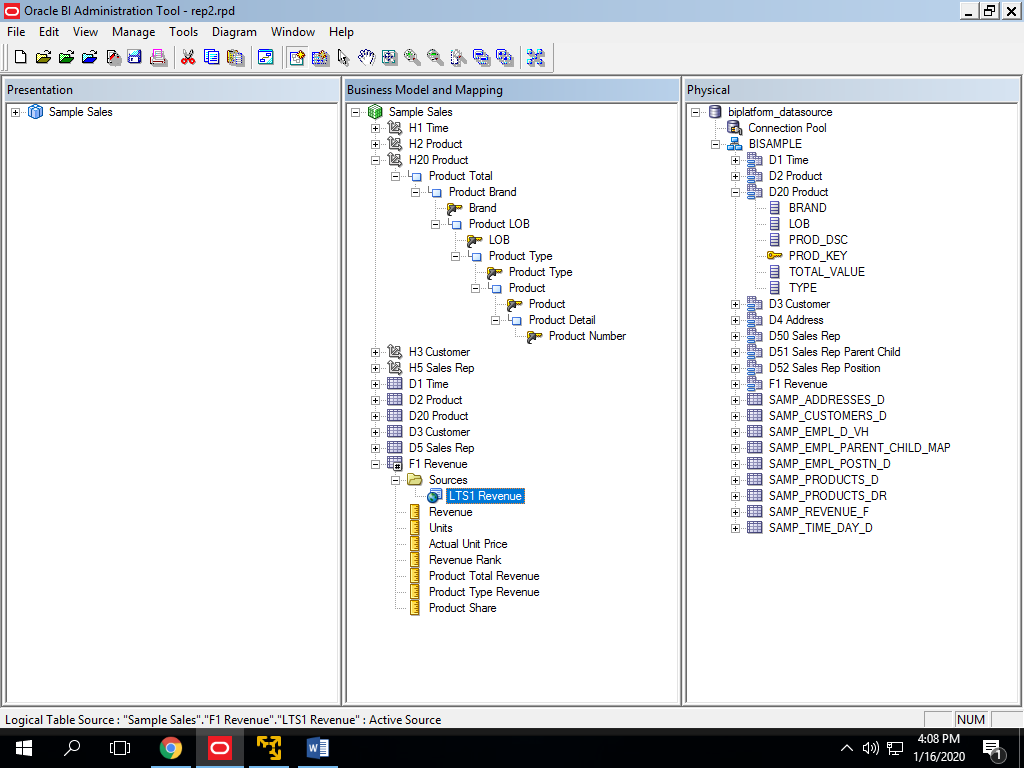 Oracle BI Administration Tool - rep2.rpd
File Edit View Manage Tools Diagram Window Help
Presentation
Sample Sales
Business Model and Mapping
Sample Sales
H1 Time
H2 Product
H20 Product
Product Total
Product Brand
Brand
Product LOB
LOB
Product Type
Product Type
Product
Product
Product Detail
Product Number
H3 Customer
H5 Sales Rep
D1 Time
D2 Product
D20 Product
D3 Customer
D5 Sales Rep
F1 Revenue
Sources
LTS1 Revenue
Revenue
Units
Actual Unit Price
Revenue Rank
Product Total Revenue
Product Type Revenue
Product Share
Physical
biplatform_datasource
Connection Pool
BISAMPLE
D1 Time
D2 Product
D20 Product
BRAND
LOB
PROD_DSC
PROD_KEY
TOTAL_VALUE
TYPE
D3 Customer
D4 Address
D50 Sales Rep
D51 Sales Rep Parent Child
D52 Sales Rep Position
F1 Revenue
SAMP_ADDRESSES_D
SAMP_CUSTOMERS_D
SAMP_EMPL_D_VH
SAMP_EMPL_PARENT_CHILD_MAP
SAMP_EMPL_POSTN_D
SAMP_PRODUCTS_D
SAMP_PRODUCTS_DR
SAMP_REVENUE_F
SAMP_TIME_DAY_D
Logical Table Source : "Sample Sales"."F1 Revenue"."LTS1 Revenue" : Active Source
NUM
4:08 PM
1/16/2020
1